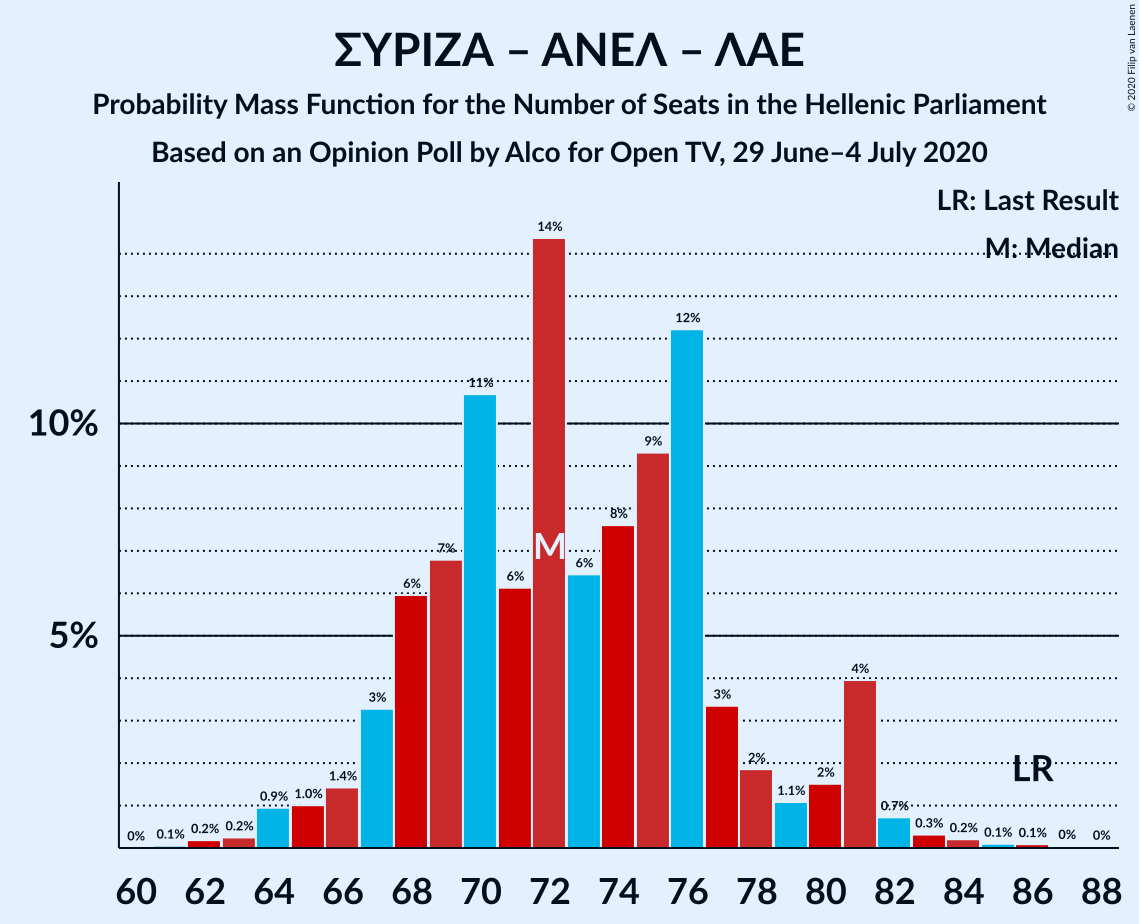 ΣΥΡΙΖΑ – ΑΝΕΛ – ΛΑΕ
Probability Mass Function for the Number of Seats in the Hellenic Parliament
Based on an Opinion Poll by Alco for Open TV, 29 June–4 July 2020
© 2020 Filip van Laenen
LR: Last Result
M: Median
14%
12%
11%
10%
9%
8%
M
7%
6%
6%
6%
5%
4%
3%
3%
LR
2%
2%
1.4%
1.1%
0.9%
1.0%
0.7%
0% 0.1% 0.2% 0.2% 0.3% 0.2% 0.1% 0.1% 0% 0%
60 62 64 66 68 70 72 74 76 78 80 82 84 86 88